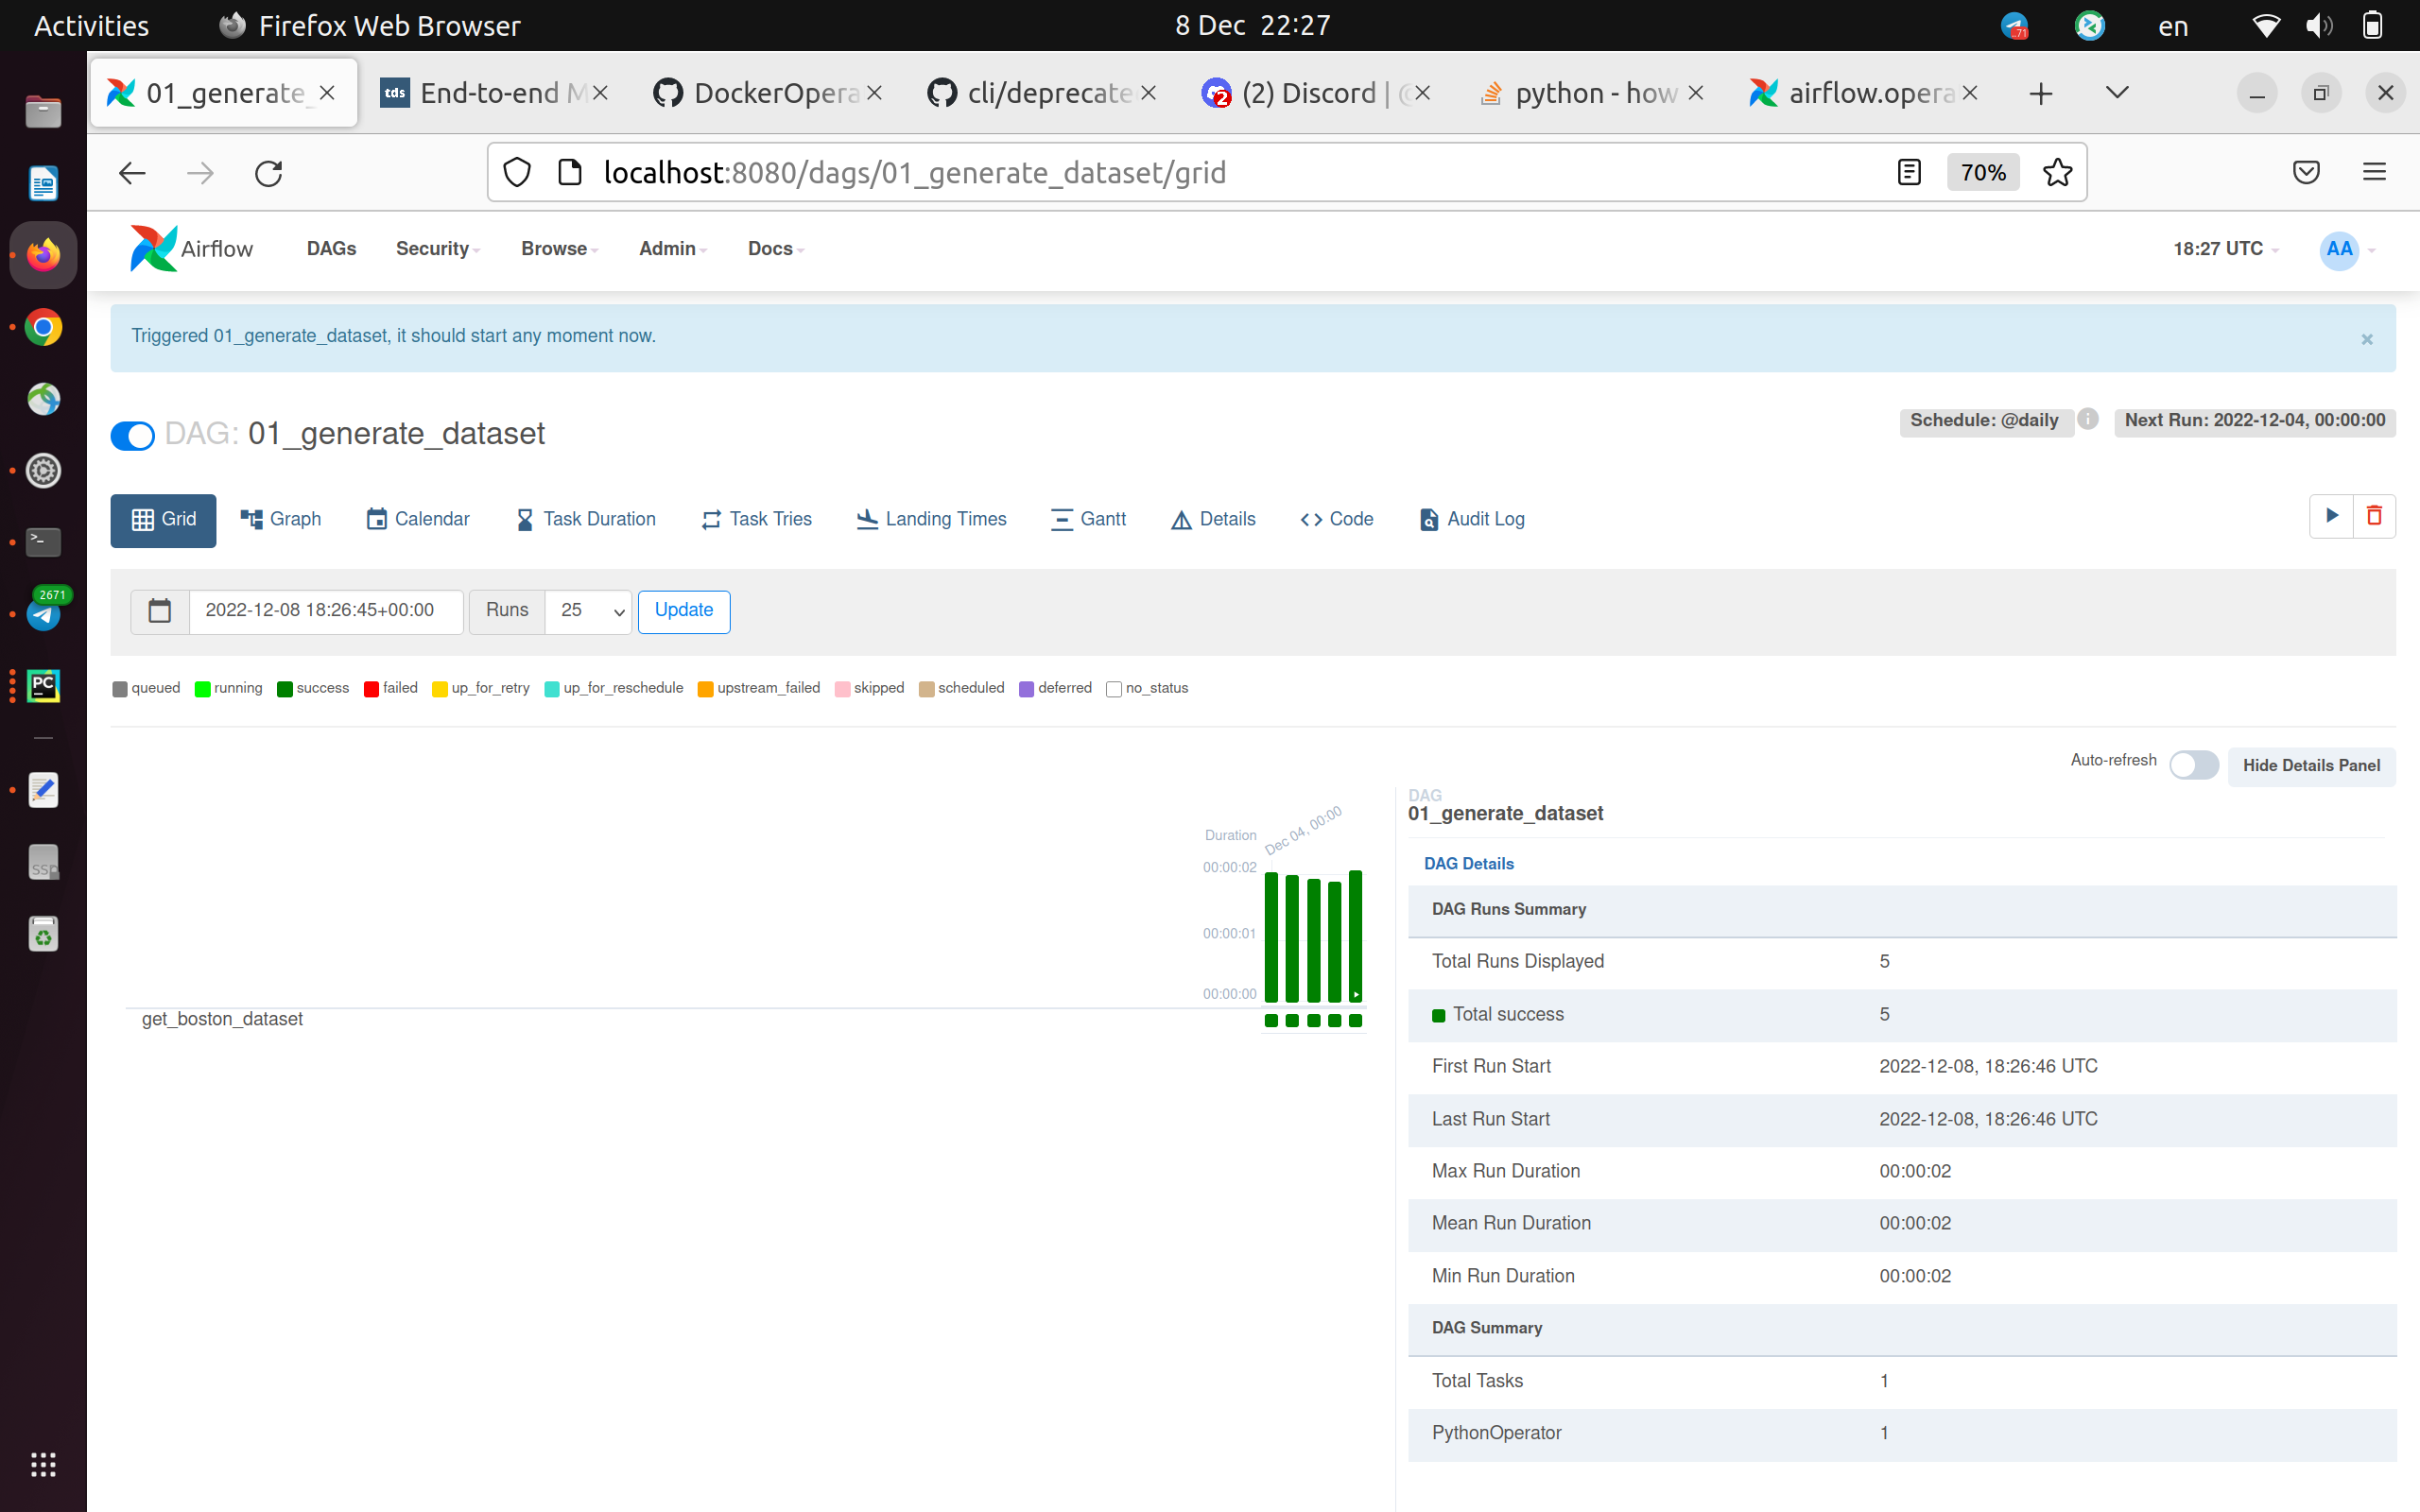 Activities Firefox Web Browser 8 Dec 22:27 en
01_generate_ End-to-end M DockerOpera cli/deprecate (2) Discord | python - how airflow.opera
localhost:8080/dags/01_generate_dataset/grid 70%
Airflow DAGs Security Browse Admin Docs 18:27 UTC AA
Triggered 01_generate_dataset, it should start any moment now. ×
DAG: 01_generate_dataset Schedule: @daily Next Run: 2022-12-04, 00:00:00
Grid Graph Calendar Task Duration Task Tries Landing Times Gantt Details Code Audit Log
2022-12-08 18:26:45+00:00 Runs 25 Update
2671
PC
queued running success failed up_for_retry up_for_reschedule upstream_failed skipped scheduled deferred no_status
Auto-refresh Hide Details Panel
DAG
01_generate_dataset
Duration Dec 04, 00:00
00:00:02
00:00:01
00:00:00
get_boston_dataset
DAG Details
DAG Runs Summary
Total Runs Displayed 5
Total success 5
First Run Start 2022-12-08, 18:26:46 UTC
Last Run Start 2022-12-08, 18:26:46 UTC
Max Run Duration 00:00:02
Mean Run Duration 00:00:02
Min Run Duration 00:00:02
DAG Summary
Total Tasks 1
PythonOperator 1